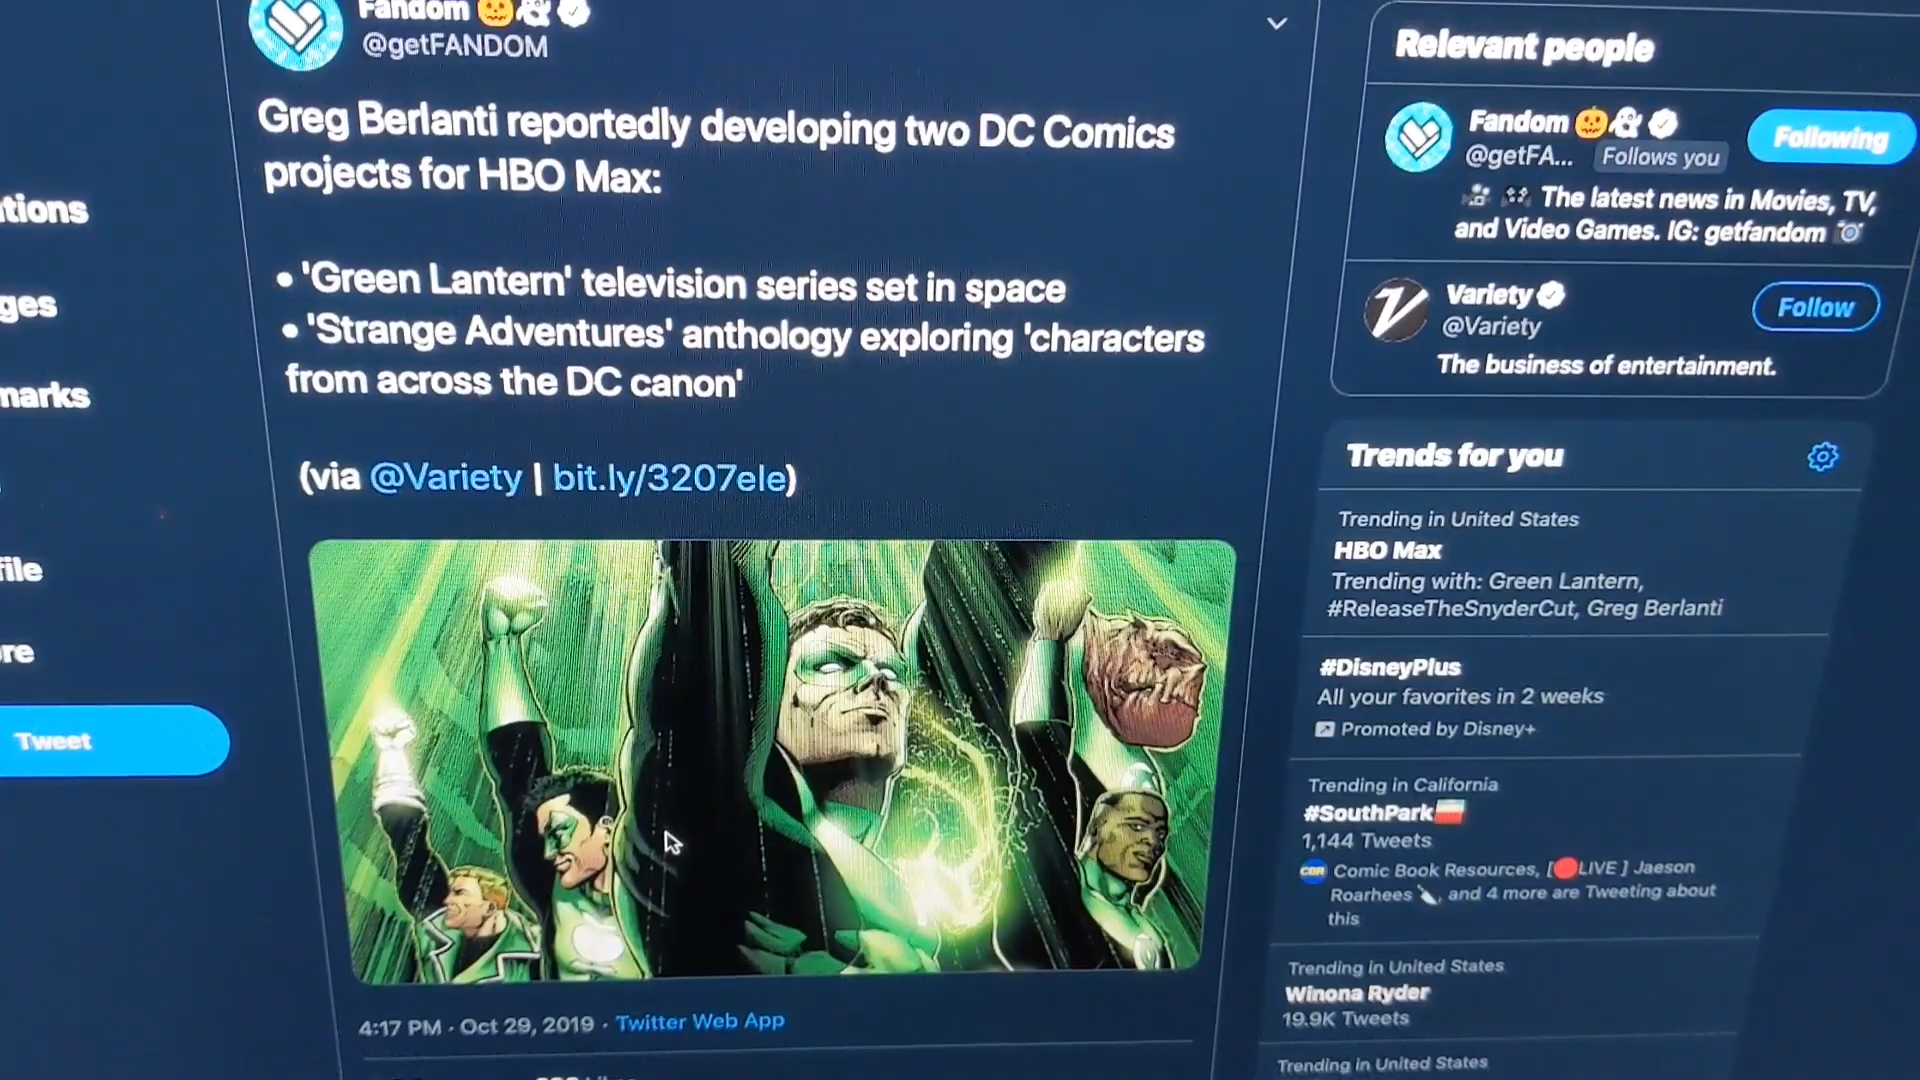 Fandom
@getFANDOM
Greg Berlanti reportedly developing two DC Comics
projects for HBO Max:
• 'Green Lantern' television series set in space
• 'Strange Adventures' anthology exploring 'characters
from across the DC canon'
(via @Variety | bit.ly/3207ele)
4:17 PM · Oct 29, 2019 · Twitter Web App
tions
ges
marks
file
re
Tweet
Relevant people
Fandom
@getFA... Follows you
Following
The latest news in Movies, TV,
and Video Games. IG: getfandom
Variety
@Variety
Follow
The business of entertainment.
Trends for you
Trending in United States
HBO Max
Trending with: Green Lantern,
#ReleaseTheSnyderCut, Greg Berlanti
#DisneyPlus
All your favorites in 2 weeks
Promoted by Disney+
Trending in California
#SouthPark
1,144 Tweets
CBR Comic Book Resources, [🔴LIVE ] Jaeson
Roarhees 🔪, and 4 more are Tweeting about
this
Trending in United States
Winona Ryder
19.9K Tweets
Trending in United States